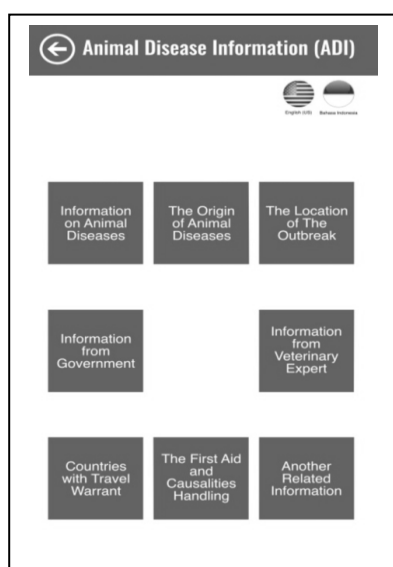 Animal Disease Information (ADI)
English (US) Bahasa Indonesia
Information
on Animal
Diseases
The Origin
of Animal
Diseases
The Location
of The
Outbreak
Information
from
Government
Information
from
Veterinary
Expert
Countries
with Travel
Warrant
The First Aid
and
Causalities
Handling
Another
Related
Information